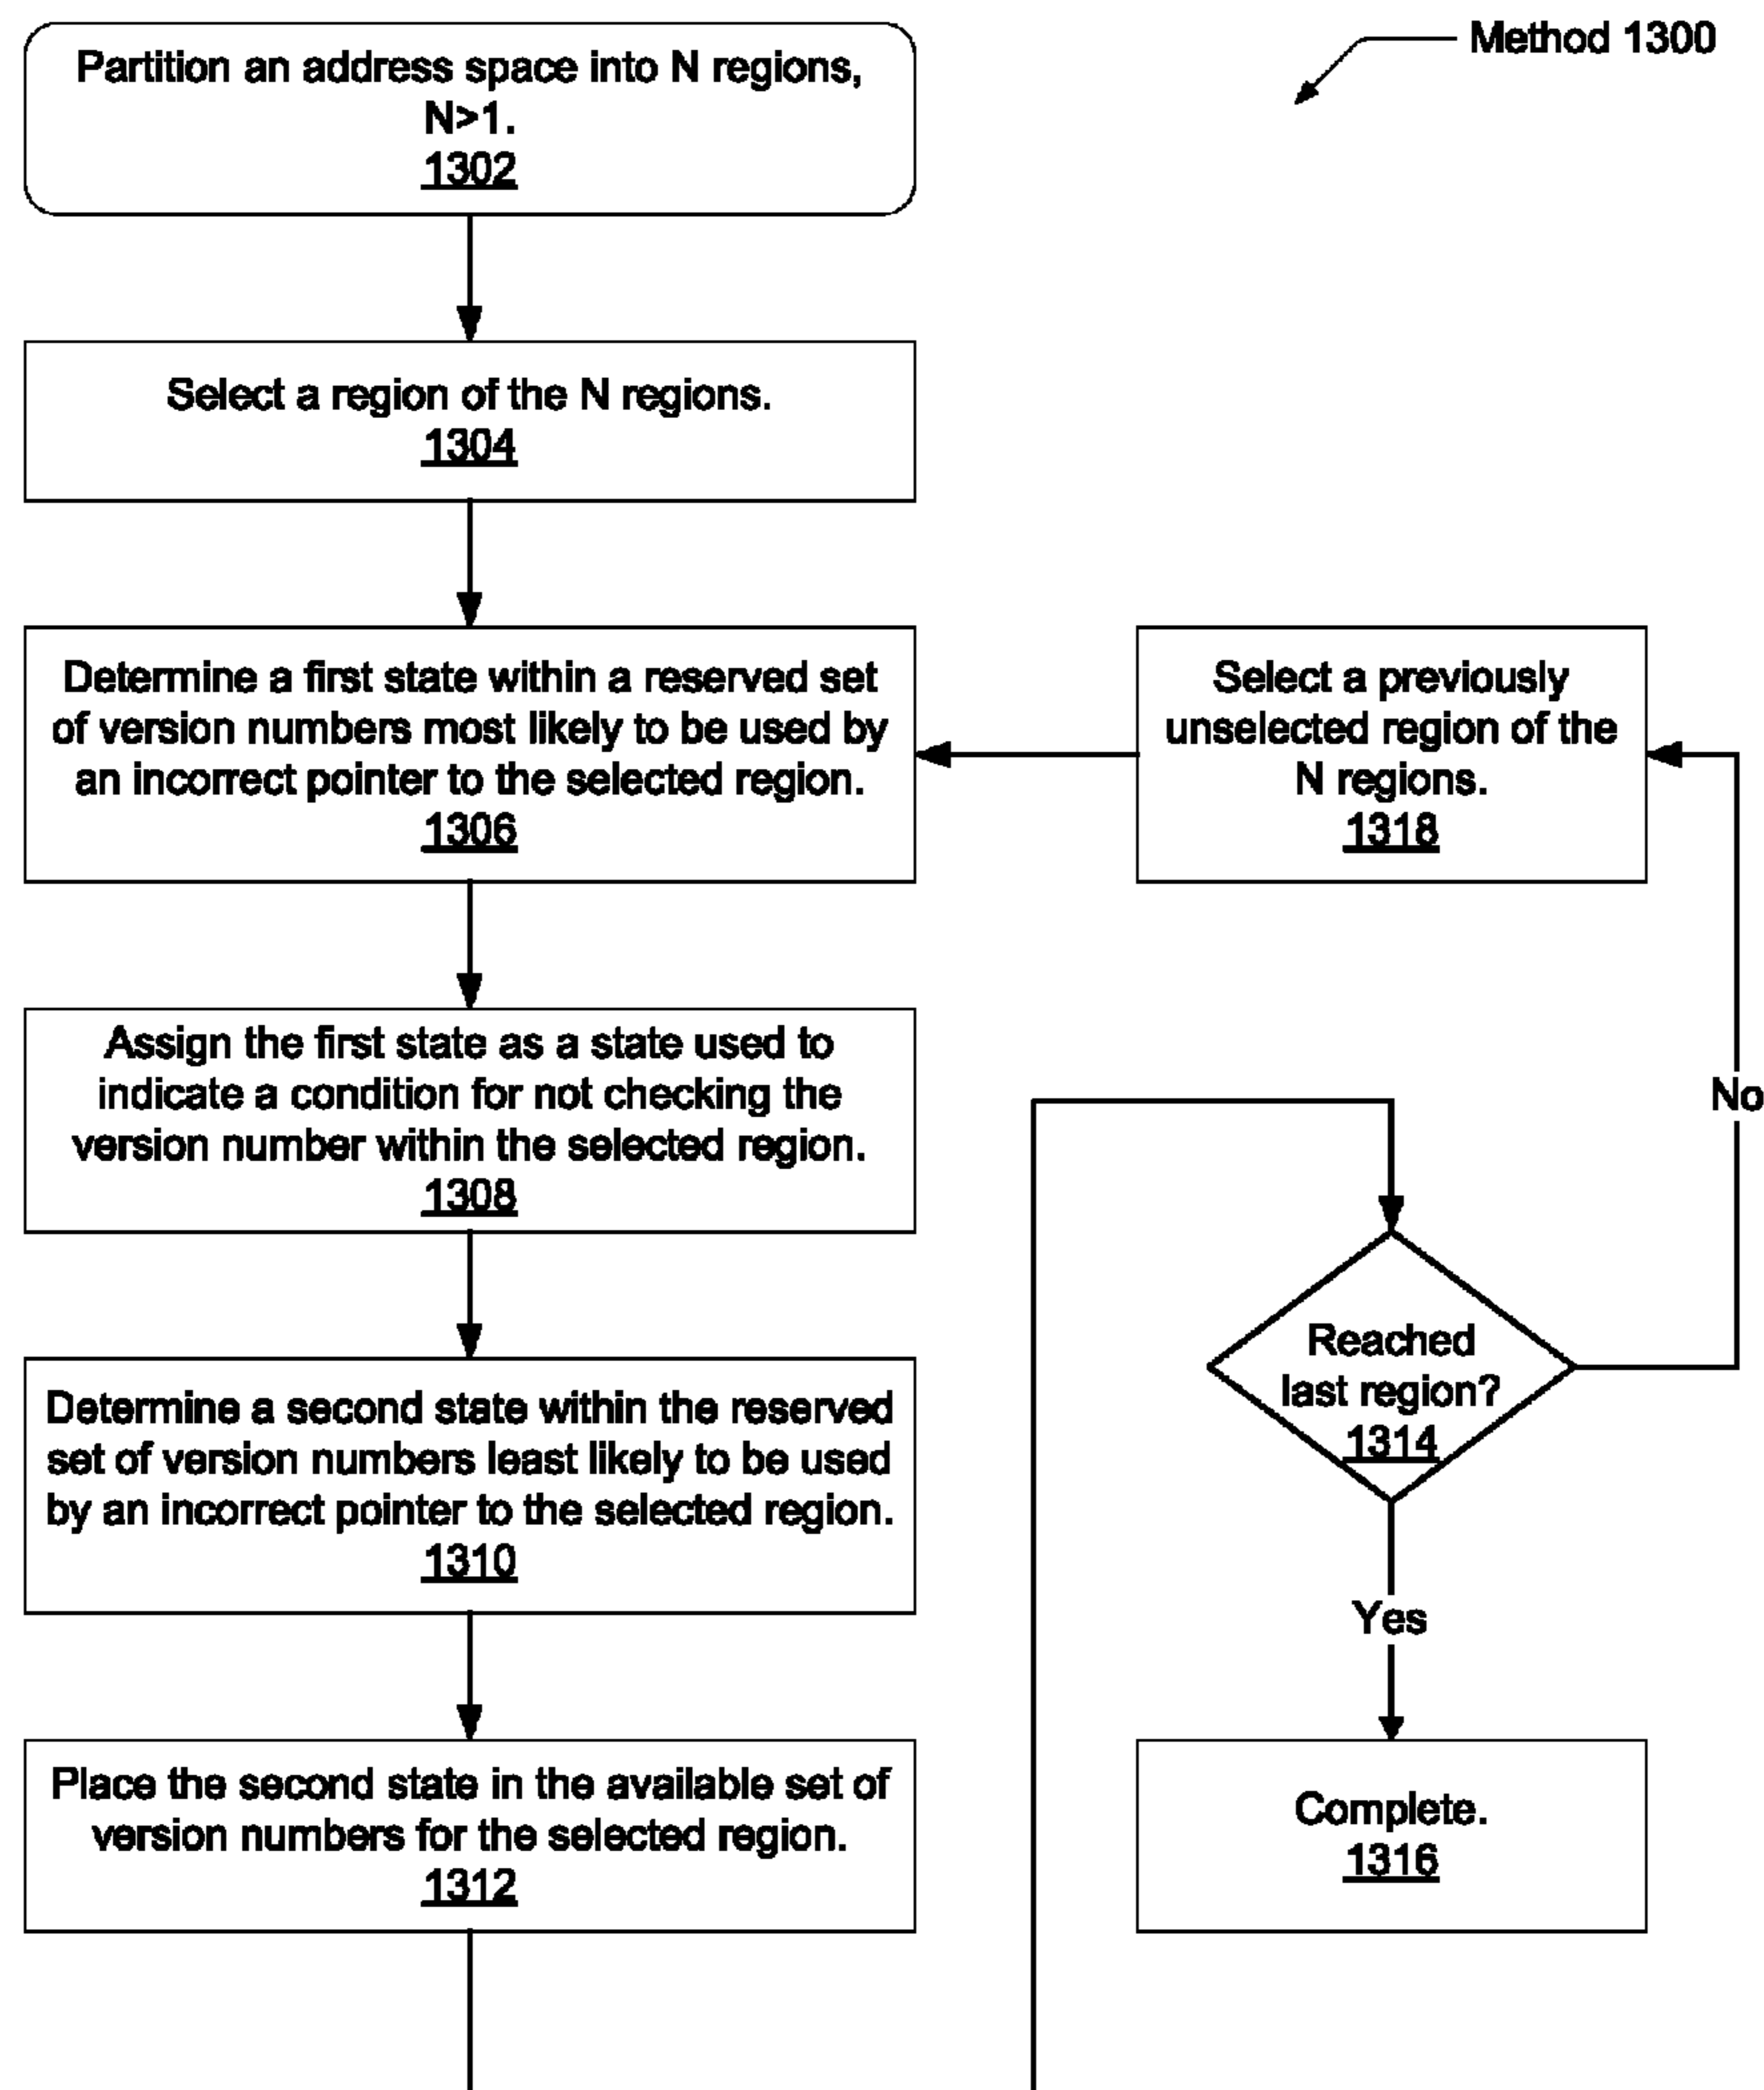 Method 1300
Partition an address space into N regions,
N>1.
1302
Select a region of the N regions.
1304
Determine a first state within a reserved set
of version numbers most likely to be used by
an incorrect pointer to the selected region.
1306
Select a previously
unselected region of the
N regions.
1318
Assign the first state as a state used to
indicate a condition for not checking the
version number within the selected region.
1308
No
Determine a second state within the reserved
set of version numbers least likely to be used
by an incorrect pointer to the selected region.
1310
Reached
last region?
1314
Yes
Place the second state in the available set of
version numbers for the selected region.
1312
Complete.
1316